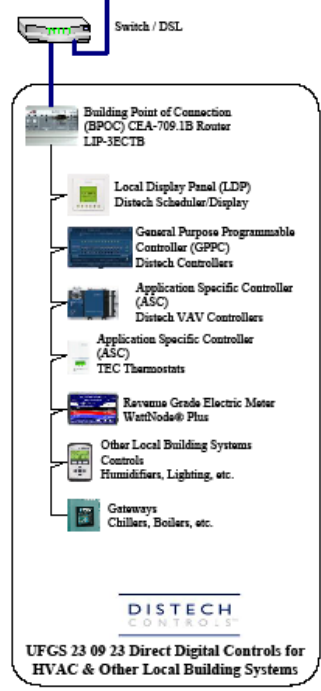 Switch / DSL
Building Point of Connection
(BPOC) CEA-709.1B Router
LIP-3ECTB
Local Display Panel (LDP)
Distech Scheduler/Display
General Purpose Programmable
Controller (GPPC)
Distech Controllers
Application Specific Controller
(ASC)
Distech VAV Controllers
Application Specific Controller
(ASC)
TEC Thermostats
Revenue Grade Electric Meter
WattNode® Plus
Other Local Building Systems
Controls
Humidifiers, Lighting, etc.
Gateways
Chillers, Boilers, etc.
DISTECH
CONTROLS™
UFGS 23 09 23 Direct Digital Controls for
HVAC & Other Local Building Systems